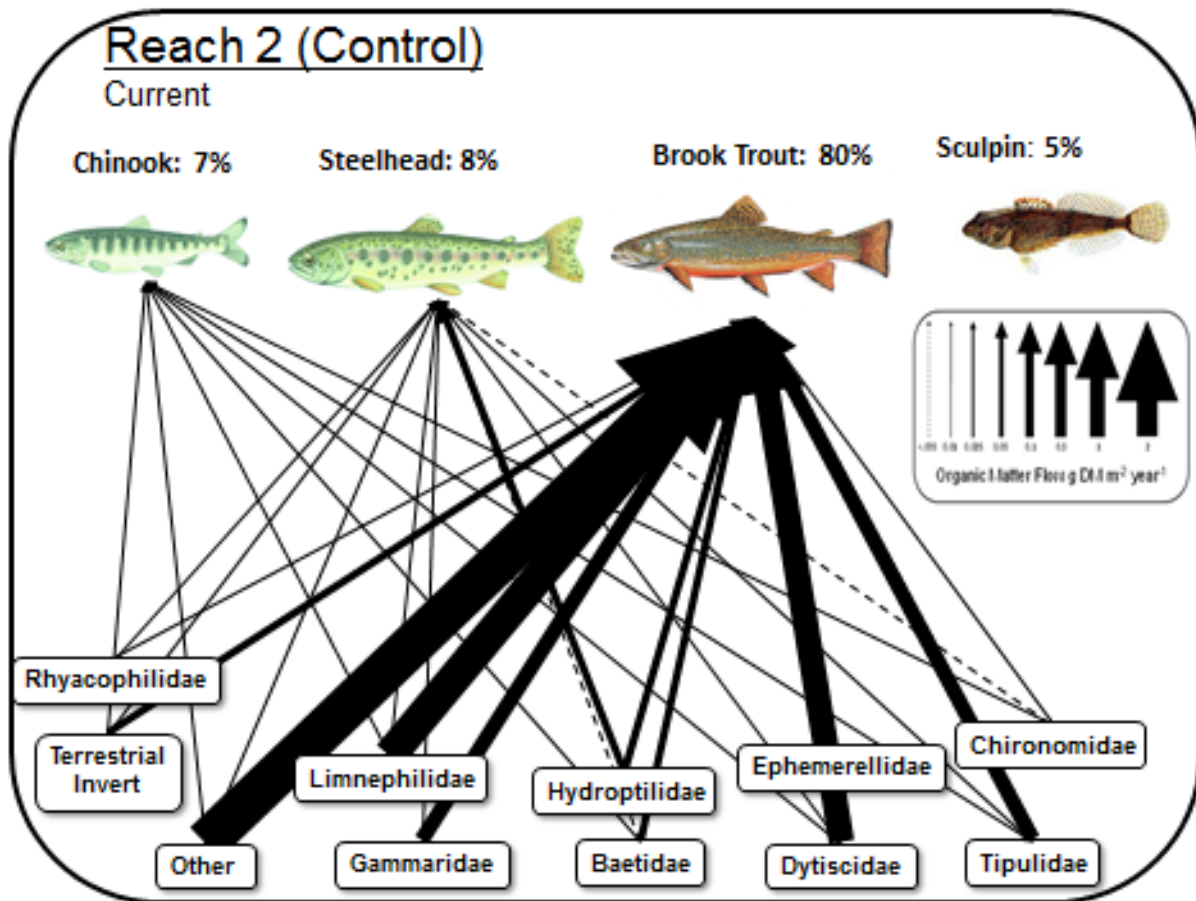 Reach 2 (Control)
Current
Chinook: 7%
Steelhead: 8%
Brook Trout: 80%
Sculpin: 5%
Organic Matter Flow g DM m-2 year-1
Rhyacophilidae
Terrestrial
Invert
Other
Limnephilidae
Gammaridae
Hydroptilidae
Baetidae
Ephemerellidae
Dytiscidae
Chironomidae
Tipulidae